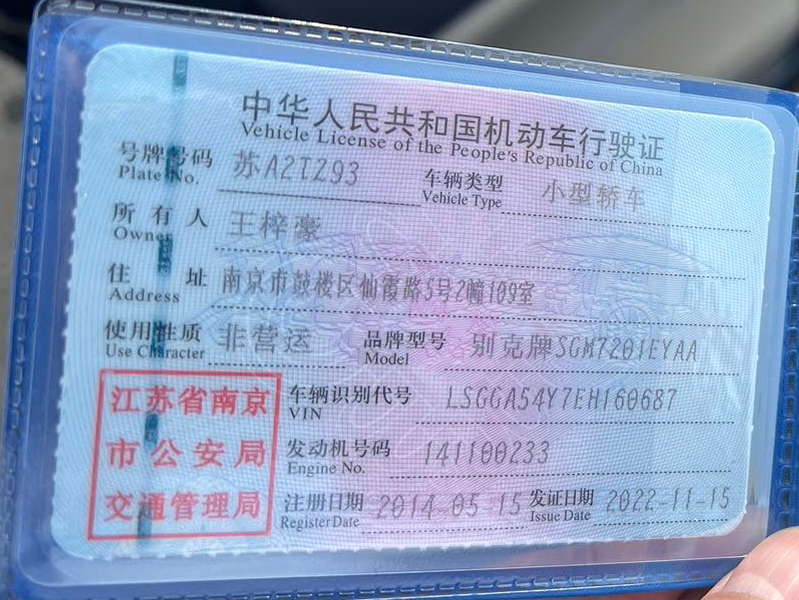 中华人民共和国机动车行驶证
Vehicle License of the People's Republic of China
号牌号码 苏A2TZ93 车辆类型 小型轿车
Plate No. Vehicle Type
所有人 王梓豪
Owner
住址 南京市鼓楼区仙霞路5号2幢109室
Address
使用性质 非营运 品牌型号 别克牌SGM7201EYAA
Use Character Model
江苏省南京
市公安局
交通管理局
车辆识别代号 LSGGA54Y7EH160687
VIN
发动机号码 141100233
Engine No.
注册日期 2014-05-15 发证日期 2022-11-15
Register Date Issue Date